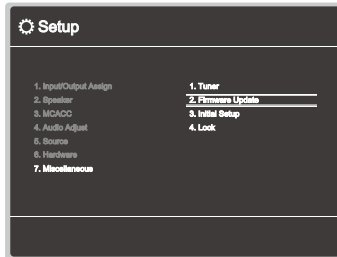 Setup
1. Input/Output Assign
2. Speaker
3. MCACC
4. Audio Adjust
5. Source
6. Hardware
7. Miscellaneous
1. Tuner
2. Firmware Update
3. Initial Setup
4. Lock